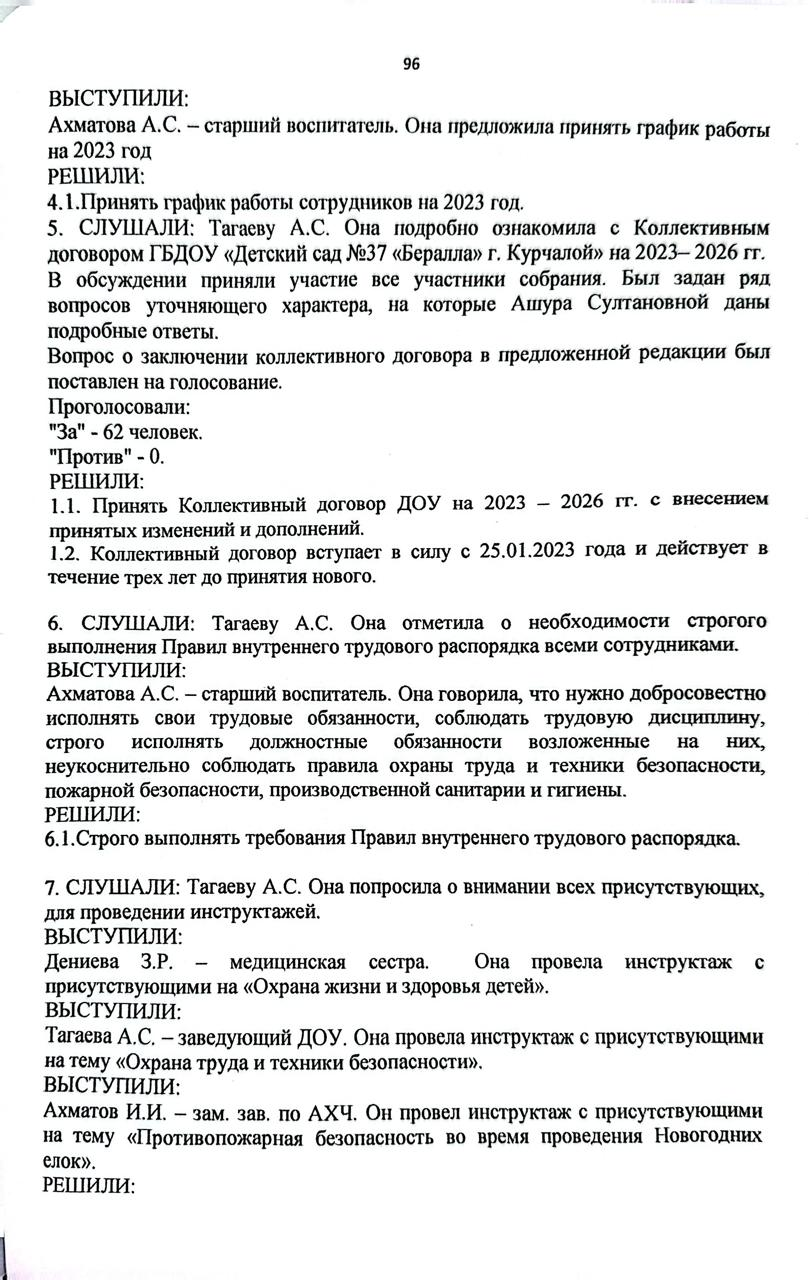 96
ВЫСТУПИЛИ:
Ахматова А.С. – старший воспитатель. Она предложила принять график работы
на 2023 год
РЕШИЛИ:
4.1.Принять график работы сотрудников на 2023 год.
5. СЛУШАЛИ: Тагаеву А.С. Она подробно ознакомила с Коллективным
договором ГБДОУ «Детский сад №37 «Бералла» г. Курчалой» на 2023– 2026 гг.
В обсуждении приняли участие все участники собрания. Был задан ряд
вопросов уточняющего характера, на которые Ашура Султановной даны
подробные ответы.
Вопрос о заключении коллективного договора в предложенной редакции был
поставлен на голосование.
Проголосовали:
"За" - 62 человек.
"Против" - 0.
РЕШИЛИ:
1.1. Принять Коллективный договор ДОУ на 2023 – 2026 гг. с внесением
принятых изменений и дополнений.
1.2. Коллективный договор вступает в силу с 25.01.2023 года и действует в
течение трех лет до принятия нового.
6. СЛУШАЛИ: Тагаеву А.С. Она отметила о необходимости строгого
выполнения Правил внутреннего трудового распорядка всеми сотрудниками.
ВЫСТУПИЛИ:
Ахматова А.С. – старший воспитатель. Она говорила, что нужно добросовестно
исполнять свои трудовые обязанности, соблюдать трудовую дисциплину,
строго исполнять должностные обязанности возложенные на них,
неукоснительно соблюдать правила охраны труда и техники безопасности,
пожарной безопасности, производственной санитарии и гигиены.
РЕШИЛИ:
6.1.Строго выполнять требования Правил внутреннего трудового распорядка.
7. СЛУШАЛИ: Тагаеву А.С. Она попросила о внимании всех присутствующих,
для проведении инструктажей.
ВЫСТУПИЛИ:
Дениева З.Р. – медицинская сестра. Она провела инструктаж с
присутствующими на «Охрана жизни и здоровья детей».
ВЫСТУПИЛИ:
Тагаева А.С. – заведующий ДОУ. Она провела инструктаж с присутствующими
на тему «Охрана труда и техники безопасности».
ВЫСТУПИЛИ:
Ахматов И.И. – зам. зав. по АХЧ. Он провел инструктаж с присутствующими
на тему «Противопожарная безопасность во время проведения Новогодних
елок».
РЕШИЛИ: